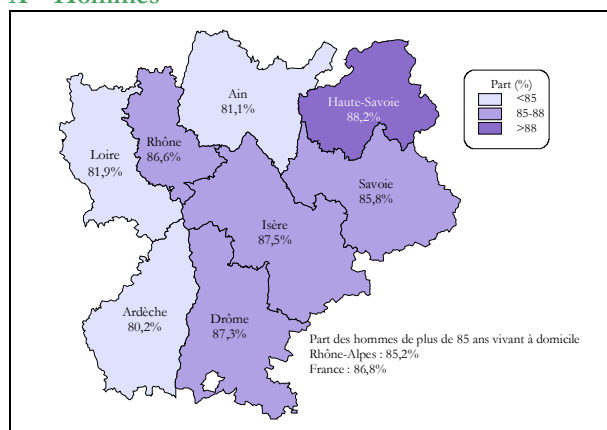 Part (%)
<85
85-88
>88
Ain
81,1%
Haute-Savoie
88,2%
Rhône
86,6%
Loire
81,9%
Savoie
85,8%
Isère
87,5%
Ardèche
80,2%
Drôme
87,3%
Part des hommes de plus de 85 ans vivant à domicile
Rhône-Alpes : 85,2%
France : 86,8%